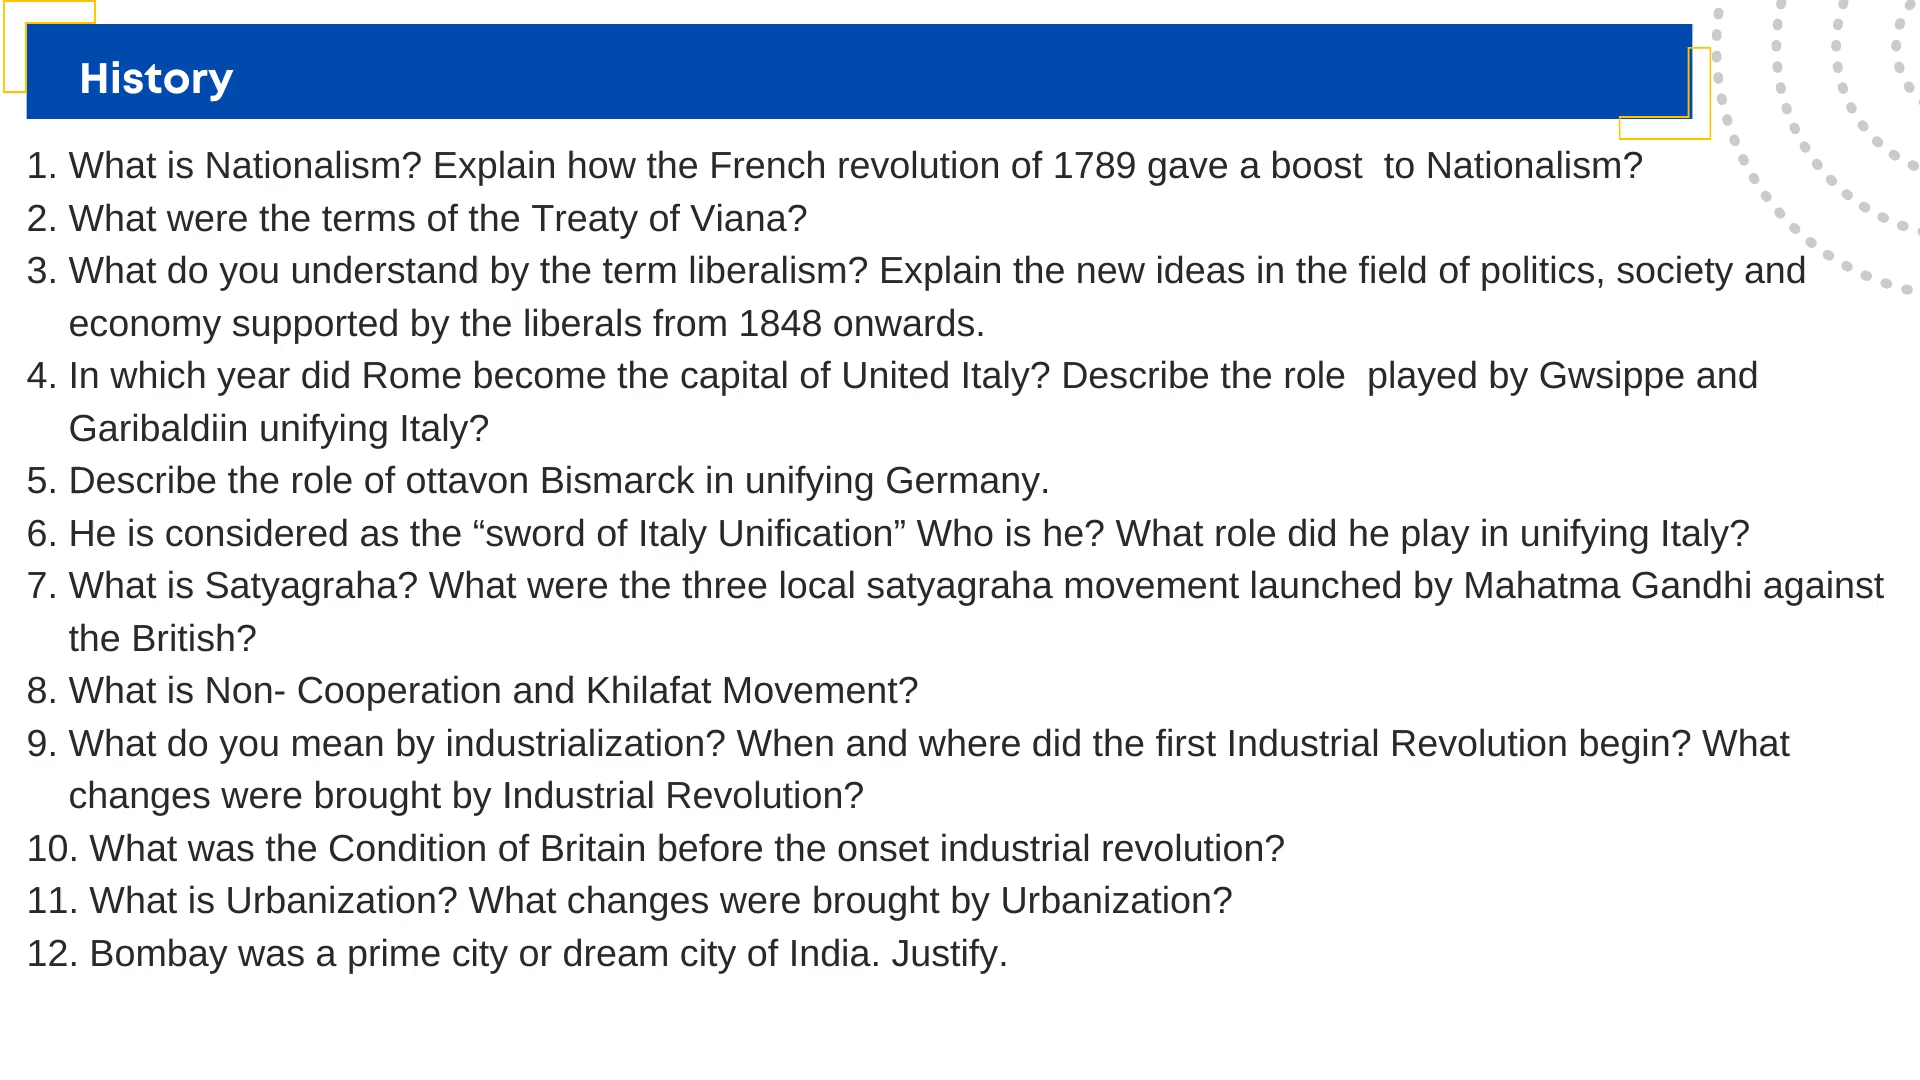 History
1. What is Nationalism? Explain how the French revolution of 1789 gave a boost  to Nationalism?
2. What were the terms of the Treaty of Viana?
3. What do you understand by the term liberalism? Explain the new ideas in the field of politics, society and
economy supported by the liberals from 1848 onwards.
4. In which year did Rome become the capital of United Italy? Describe the role  played by Gwsippe and
Garibaldiin unifying Italy?
5. Describe the role of ottavon Bismarck in unifying Germany.
6. He is considered as the “sword of Italy Unification” Who is he? What role did he play in unifying Italy?
7. What is Satyagraha? What were the three local satyagraha movement launched by Mahatma Gandhi against
the British?
8. What is Non- Cooperation and Khilafat Movement?
9. What do you mean by industrialization? When and where did the first Industrial Revolution begin? What
changes were brought by Industrial Revolution?
10. What was the Condition of Britain before the onset industrial revolution?
11. What is Urbanization? What changes were brought by Urbanization?
12. Bombay was a prime city or dream city of India. Justify.